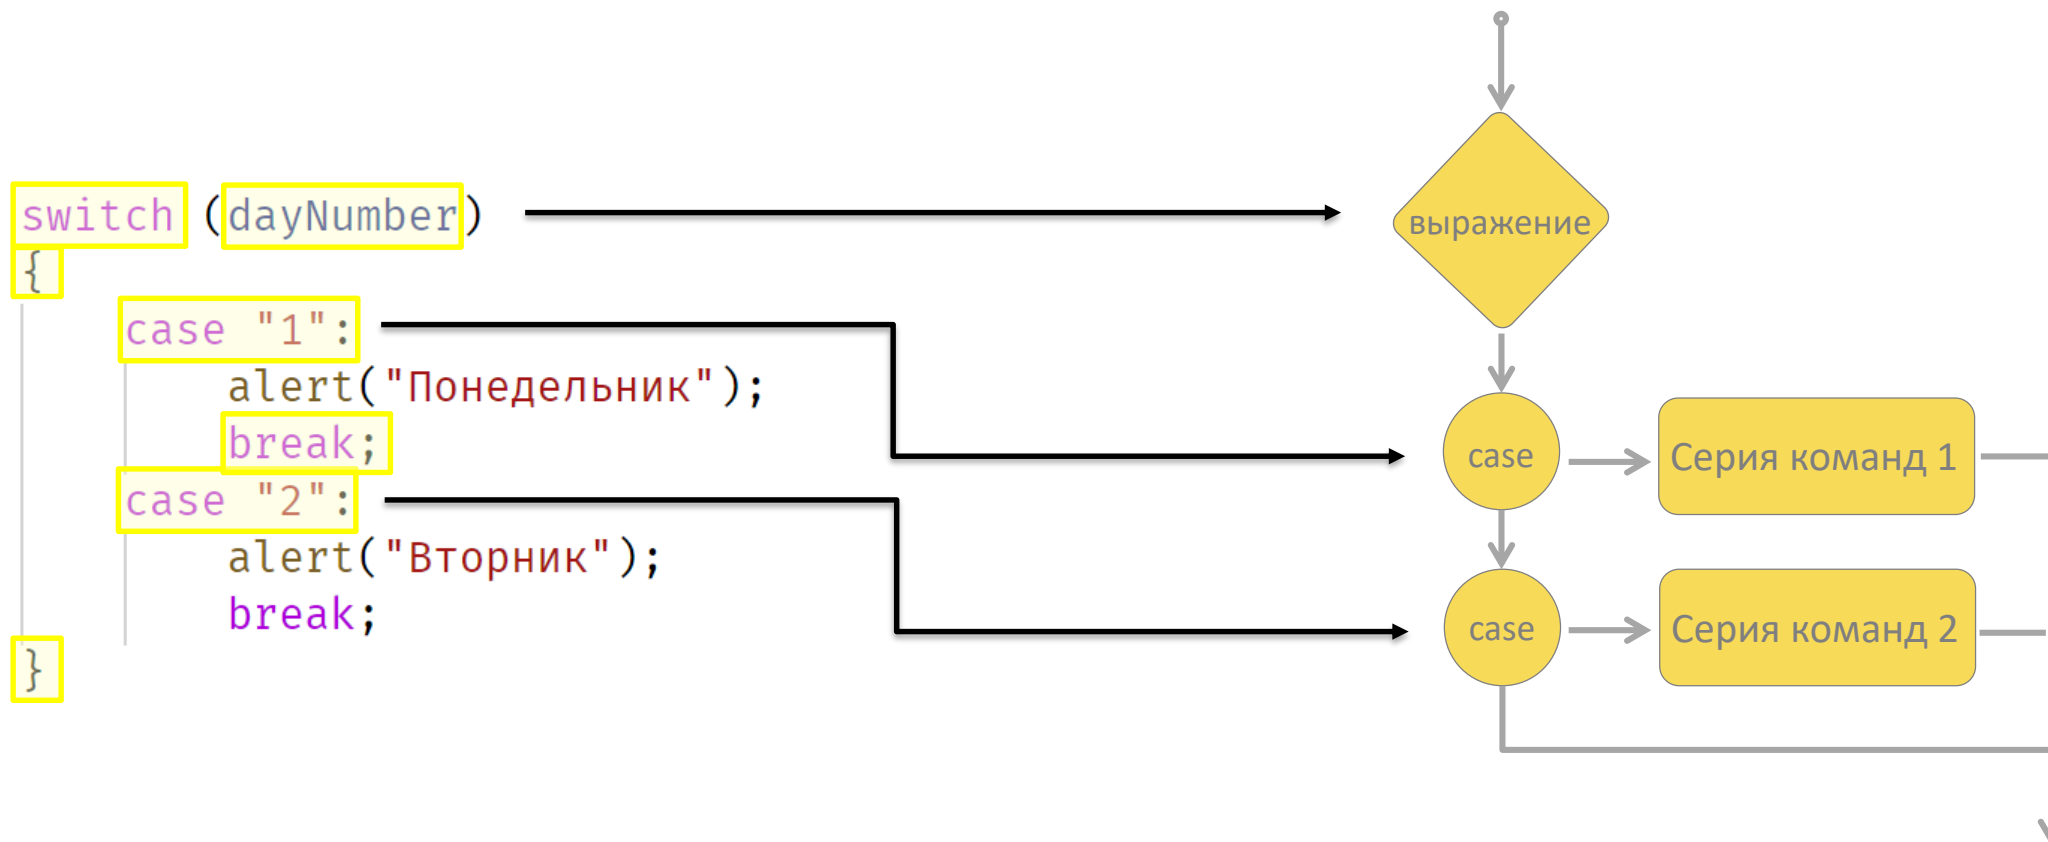 switch (dayNumber)
{
case "1":
alert("Понедельник");
break;
case "2":
alert("Вторник");
break;
}
выражение
case
Серия команд 1
case
Серия команд 2